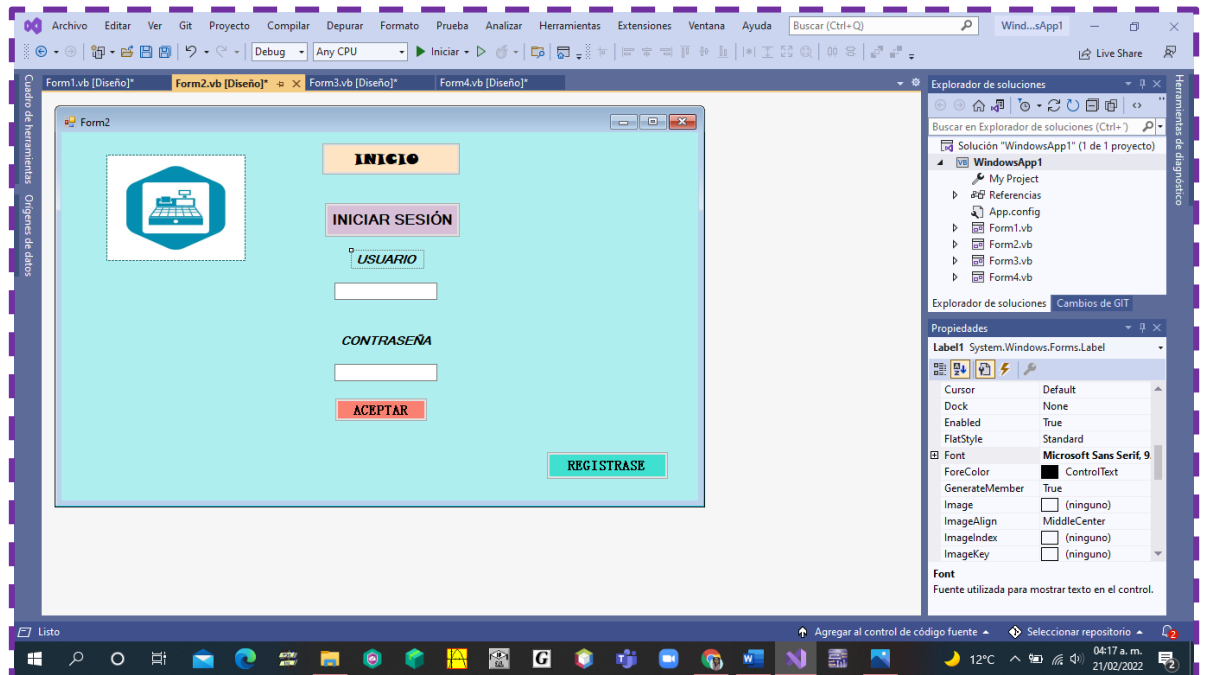 Archivo Editar Ver Git Proyecto Compilar Depurar Formato Prueba Analizar Herramientas Extensiones Ventana Ayuda Buscar (Ctrl+Q) Wind...sApp1
Debug Any CPU Iniciar Live Share
Cuadro de herramientas Orígenes de datos
Form1.vb [Diseño]* Form2.vb [Diseño]* Form3.vb [Diseño]* Form4.vb [Diseño]*
Form2
INICIO
INICIAR SESIÓN
USUARIO
CONTRASEÑA
ACEPTAR
REGISTRASE
Explorador de soluciones
Buscar en Explorador de soluciones (Ctrl+´)
Solución "WindowsApp1" (1 de 1 proyecto)
VB WindowsApp1
My Project
Referencias
App.config
Form1.vb
Form2.vb
Form3.vb
Form4.vb
Explorador de soluciones Cambios de GIT
Propiedades
Label1 System.Windows.Forms.Label
Cursor Default
Dock None
Enabled True
FlatStyle Standard
Font Microsoft Sans Serif, 9.
ForeColor ControlText
GenerateMember True
Image (ninguno)
ImageAlign MiddleCenter
ImageIndex (ninguno)
ImageKey (ninguno)
Font
Fuente utilizada para mostrar texto en el control.
Herramientas de diagnóstico
Listo Agregar al control de código fuente Seleccionar repositorio 2
G W 12°C 04:17 a. m.
21/02/2022 2